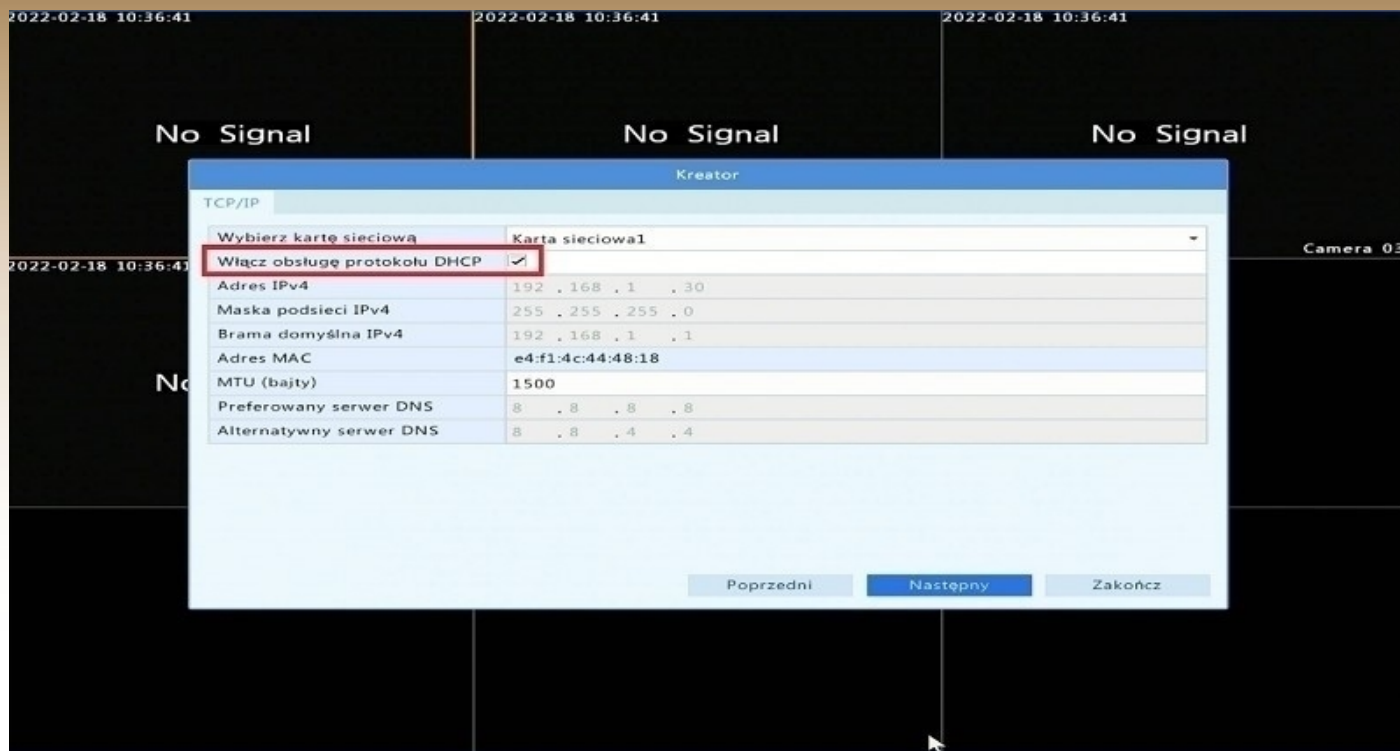 2022-02-18 10:36:41 2022-02-18 10:36:41 2022-02-18 10:36:41
No Signal No Signal No Signal
Kreator
TCP/IP
Wybierz kartę sieciową Karta sieciowa1
Camera 03
Włącz obsługę protokołu DHCP
2022-02-18 10:36:41
Adres IPv4 192 . 168 . 1 . 30
Maska podsieci IPv4 255 . 255 . 255 . 0
Brama domyślna IPv4 192 . 168 . 1 . 1
Adres MAC e4:f1:4c:44:48:18
No
MTU (bajty) 1500
Preferowany serwer DNS 8 . 8 . 8 . 8
Alternatywny serwer DNS 8 . 8 . 4 . 4
Poprzedni Następny Zakończ